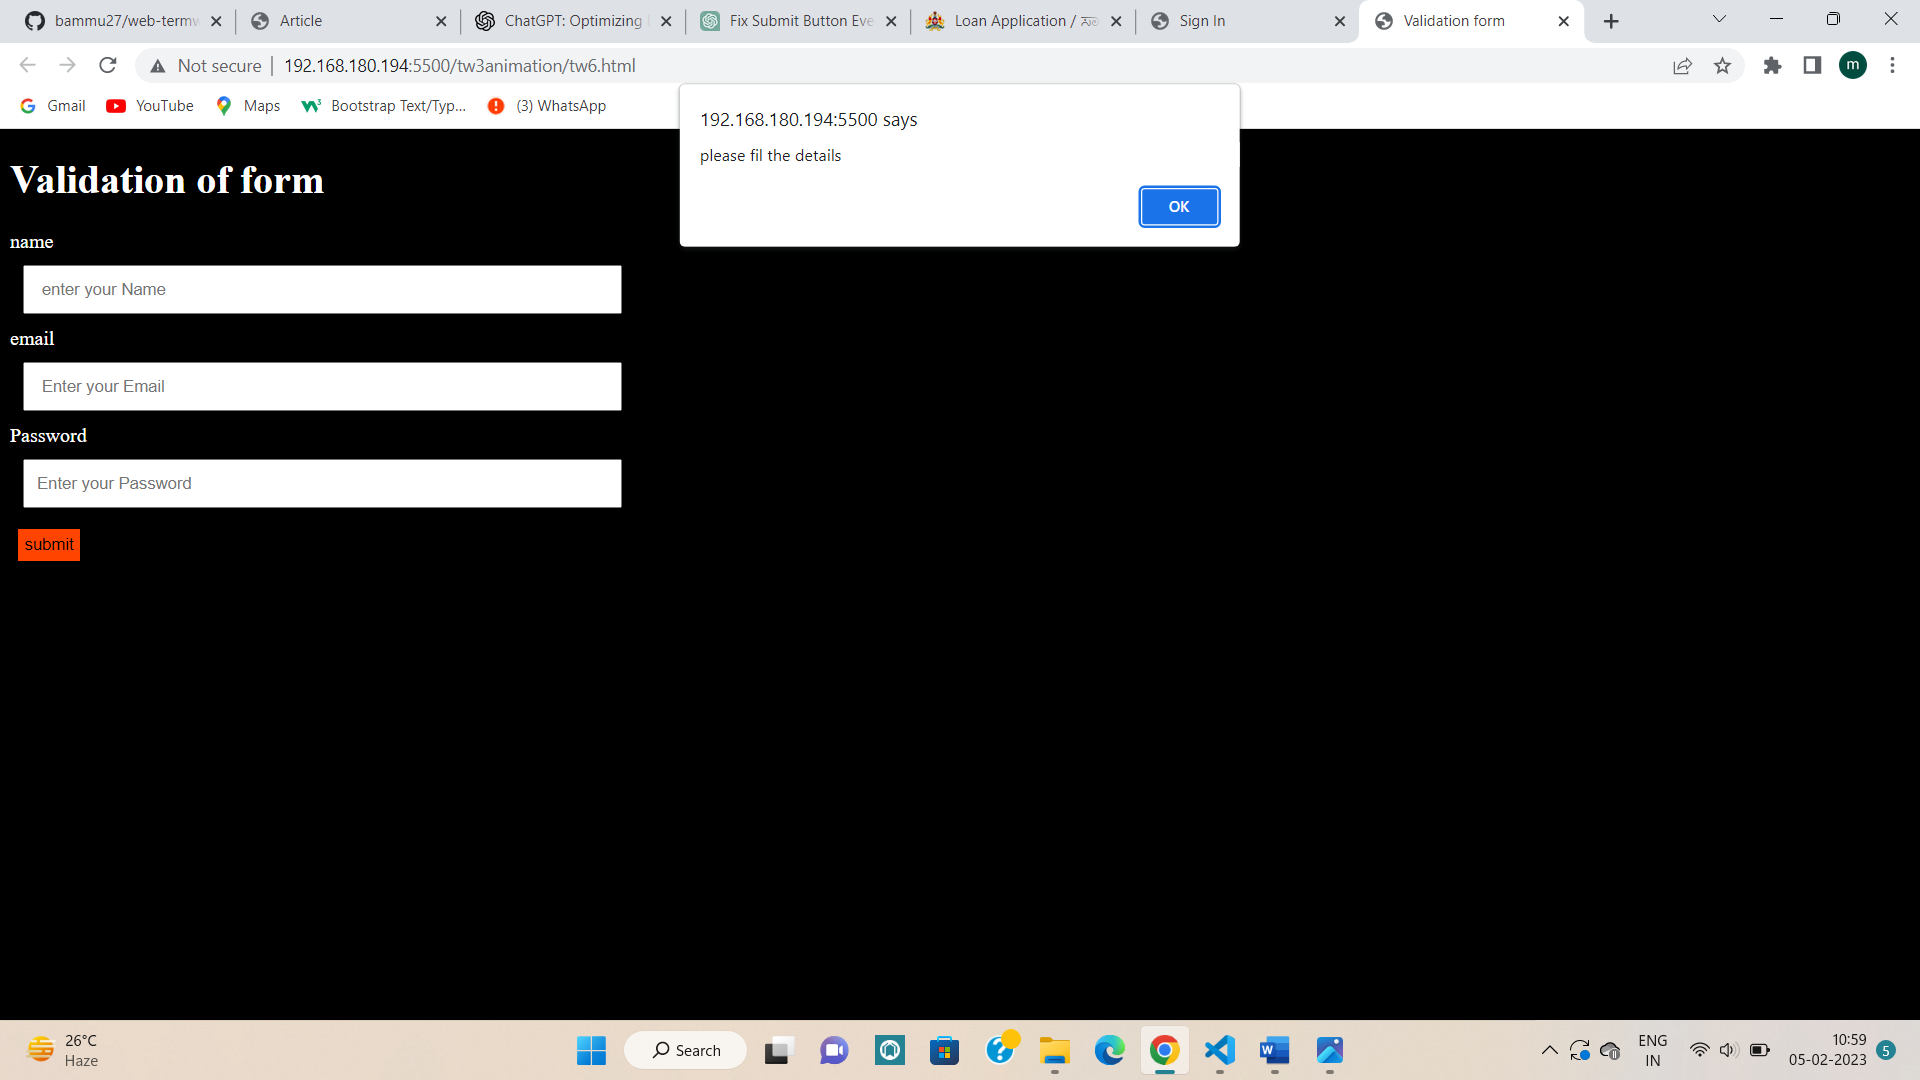 bammu27/web-termw
Article
ChatGPT: Optimizing
Fix Submit Button Eve
Loan Application /
Sign In
Validation form
Not secure
192.168.180.194:5500/tw3animation/tw6.html
m
Gmail
YouTube
Maps
Bootstrap Text/Typ...
(3) WhatsApp
192.168.180.194:5500 says
please fil the details
OK
Validation of form
name
enter your Name
email
Enter your Email
Password
Enter your Password
submit
26°C
Haze
Search
ENG
IN
10:59
05-02-2023
5